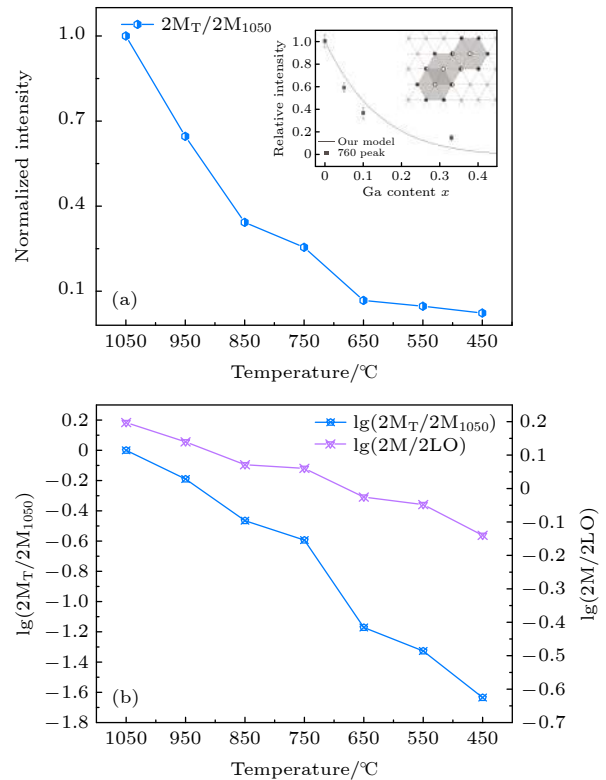 2M_T/2M_1050
1.0
0.7
0.4
0.1
Normalized intensity
(a)
1050 950 850 750 650 550 450
Temperature/℃
1.0
0.8
0.6
0.4
0.2
0
Relative intensity
Our model
760 peak
0 0.1 0.2 0.3 0.4
Ga content x
lg(2M_T/2M_1050)
lg(2M/2LO)
0.2
0
−0.2
−0.4
−0.6
−0.8
−1.0
−1.2
−1.4
−1.6
−1.8
lg(2M_T/2M_1050)
0.2
0.1
0
−0.1
−0.2
−0.3
−0.4
−0.5
−0.6
−0.7
lg(2M/2LO)
(b)
1050 950 850 750 650 550 450
Temperature/℃